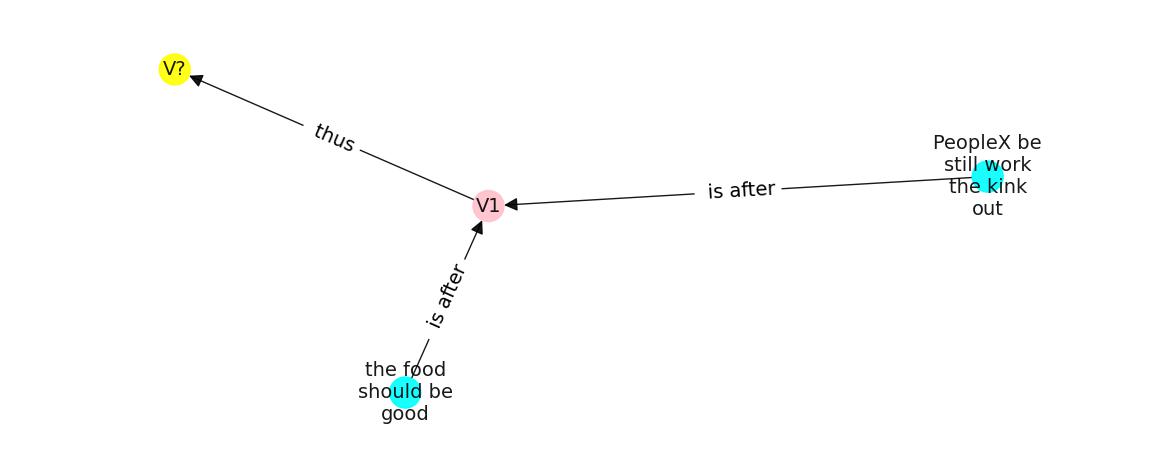 V?
thus
PeopleX be
still work
the kink
out
is after
V1
is after
the food
should be
good